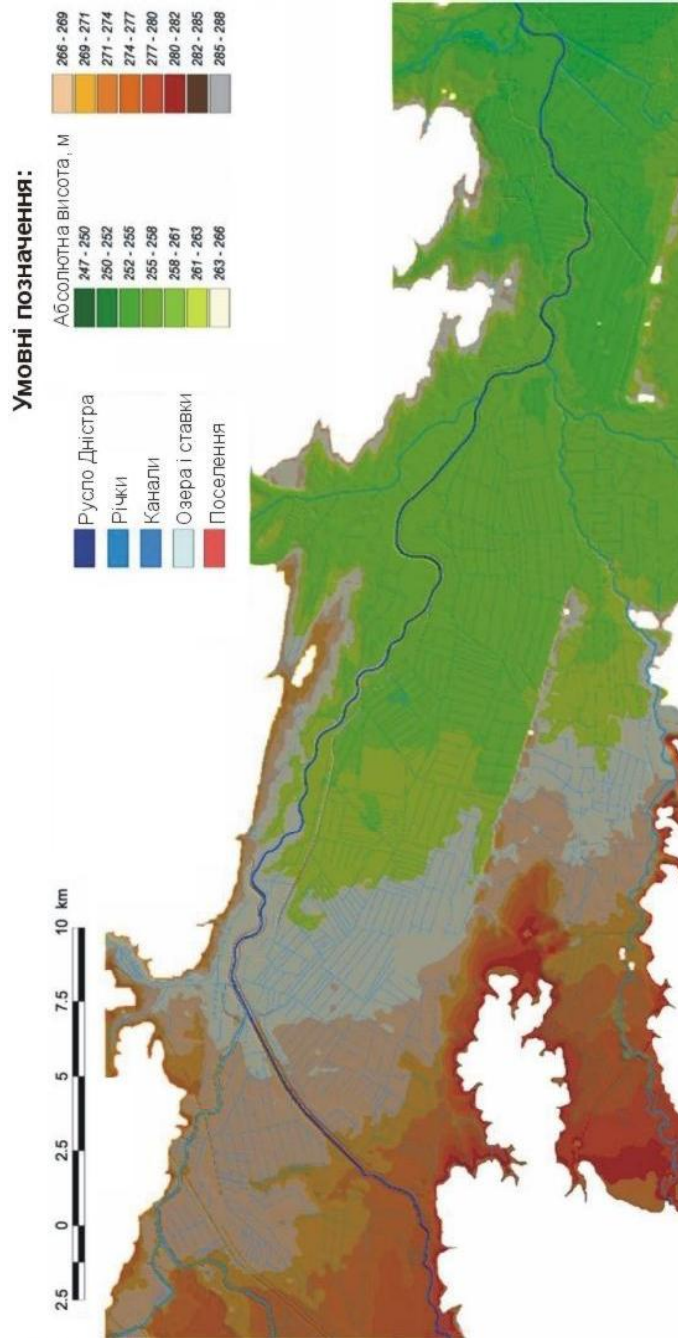 Умовні позначення:
Русло Дністра
Річки
Канали
Озера і ставки
Поселення
Абсолютна висота, м
247 - 250
250 - 252
252 - 255
255 - 258
258 - 261
261 - 263
263 - 266
266 - 269
269 - 271
271 - 274
274 - 277
277 - 280
280 - 282
282 - 285
285 - 288
2.5 0 2.5 5 7.5 10 km